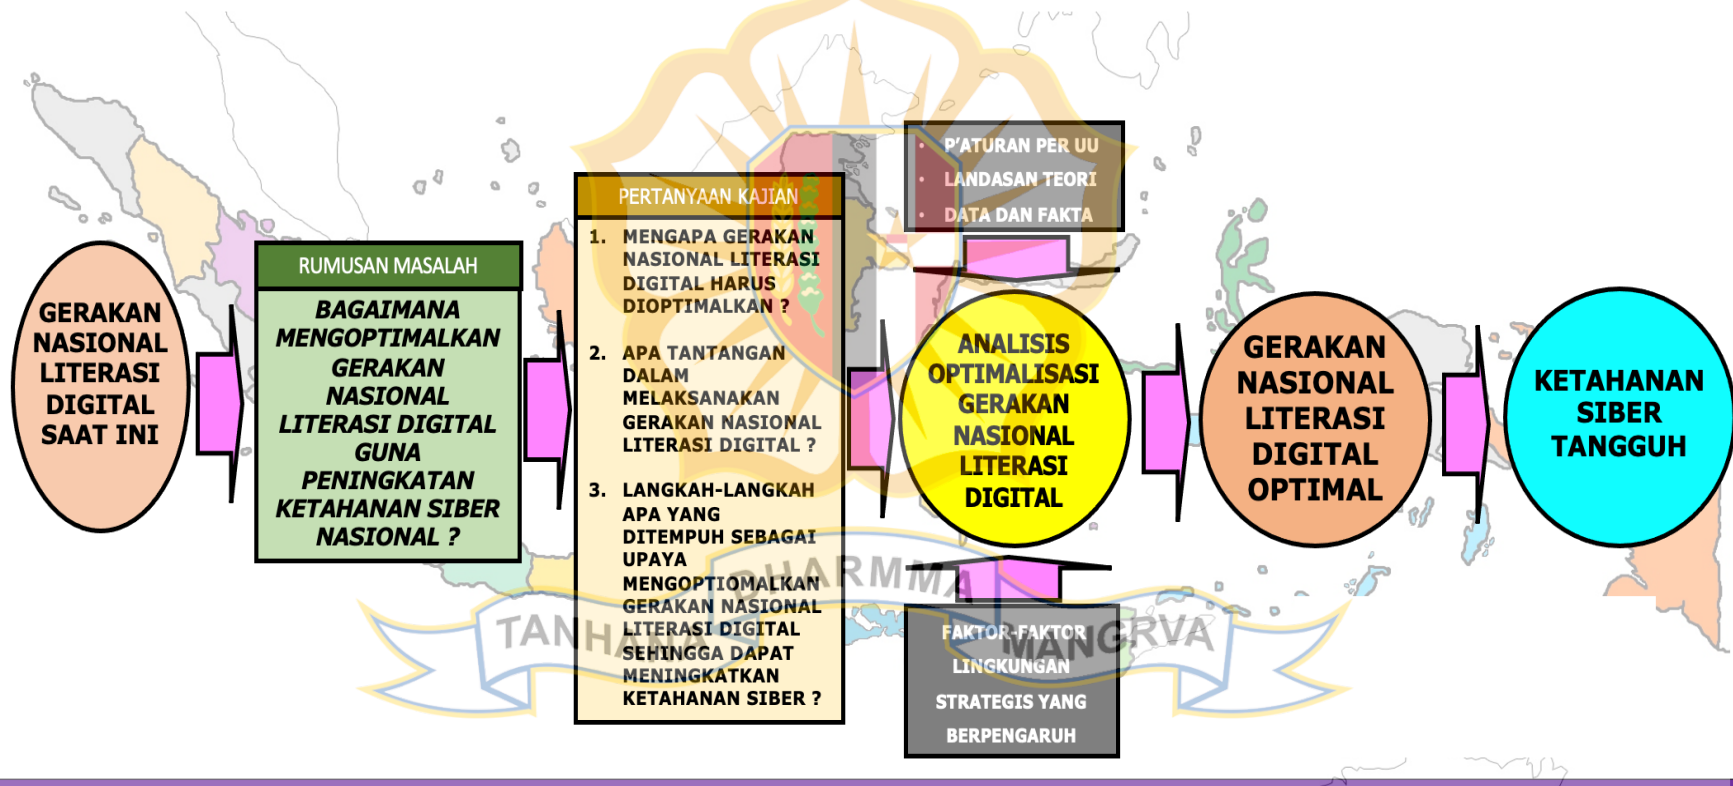 GERAKAN
NASIONAL
LITERASI
DIGITAL
SAAT INI
RUMUSAN MASALAH
BAGAIMANA
MENGOPTIMALKAN
GERAKAN
NASIONAL
LITERASI DIGITAL
GUNA
PENINGKATAN
KETAHANAN SIBER
NASIONAL ?
PERTANYAAN KAJIAN
1. MENGAPA GERAKAN
NASIONAL LITERASI
DIGITAL HARUS
DIOPTIMALKAN ?
2. APA TANTANGAN
DALAM
MELAKSANAKAN
GERAKAN NASIONAL
LITERASI DIGITAL ?
3. LANGKAH-LANGKAH
APA YANG
DITEMPUH SEBAGAI
UPAYA
MENGOPTIOMALKAN
GERAKAN NASIONAL
LITERASI DIGITAL
SEHINGGA DAPAT
MENINGKATKAN
KETAHANAN SIBER ?
• P'ATURAN PER UU
• LANDASAN TEORI
• DATA DAN FAKTA
ANALISIS
OPTIMALISASI
GERAKAN
NASIONAL
LITERASI
DIGITAL
FAKTOR-FAKTOR
LINGKUNGAN
STRATEGIS YANG
BERPENGARUH
GERAKAN
NASIONAL
LITERASI
DIGITAL
OPTIMAL
KETAHANAN
SIBER
TANGGUH
TANHANA DHARMMA MANGRVA